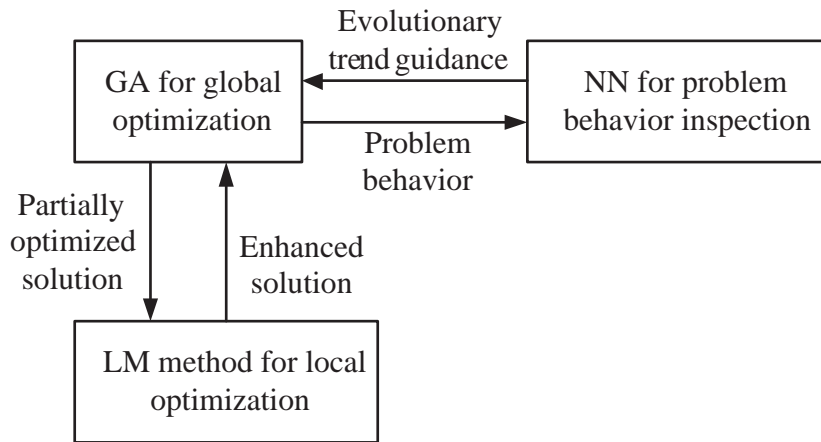 Evolutionary
trend guidance
GA for global
optimization
NN for problem
behavior inspection
Problem
behavior
Partially
optimized
solution
Enhanced
solution
LM method for local
optimization